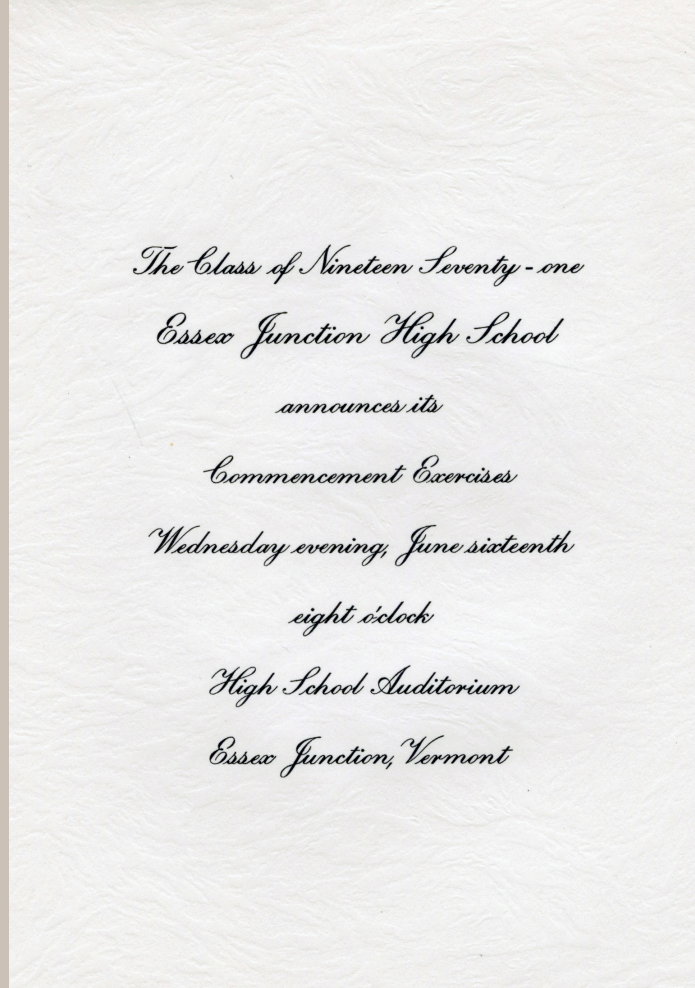 The Class of Nineteen Seventy-one
Essex Junction High School
announces its
Commencement Exercises
Wednesday evening, June sixteenth
eight o'clock
High School Auditorium
Essex Junction, Vermont